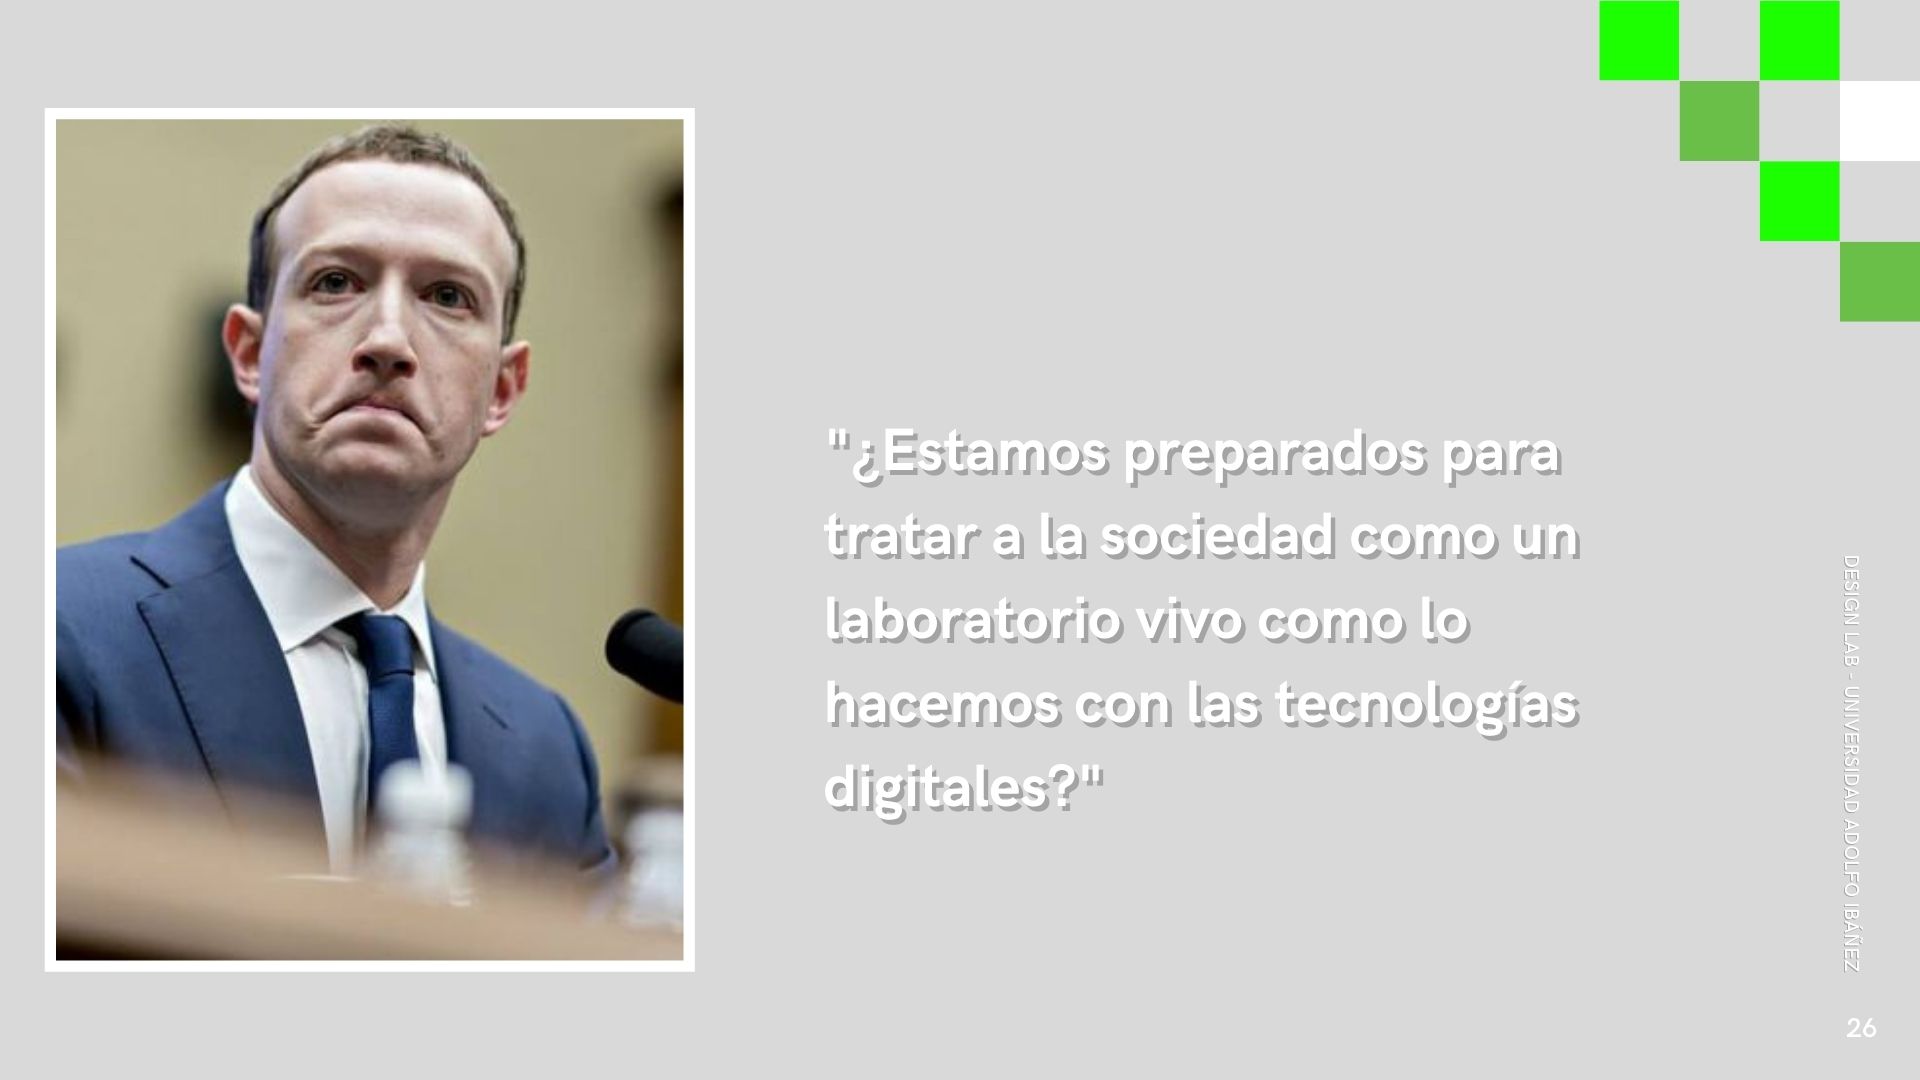 "¿Estamos preparados para
tratar a la sociedad como un
laboratorio vivo como lo
hacemos con las tecnologías
digitales?"
DESIGN LAB - UNIVERSIDAD ADOLFO IBÁÑEZ
26